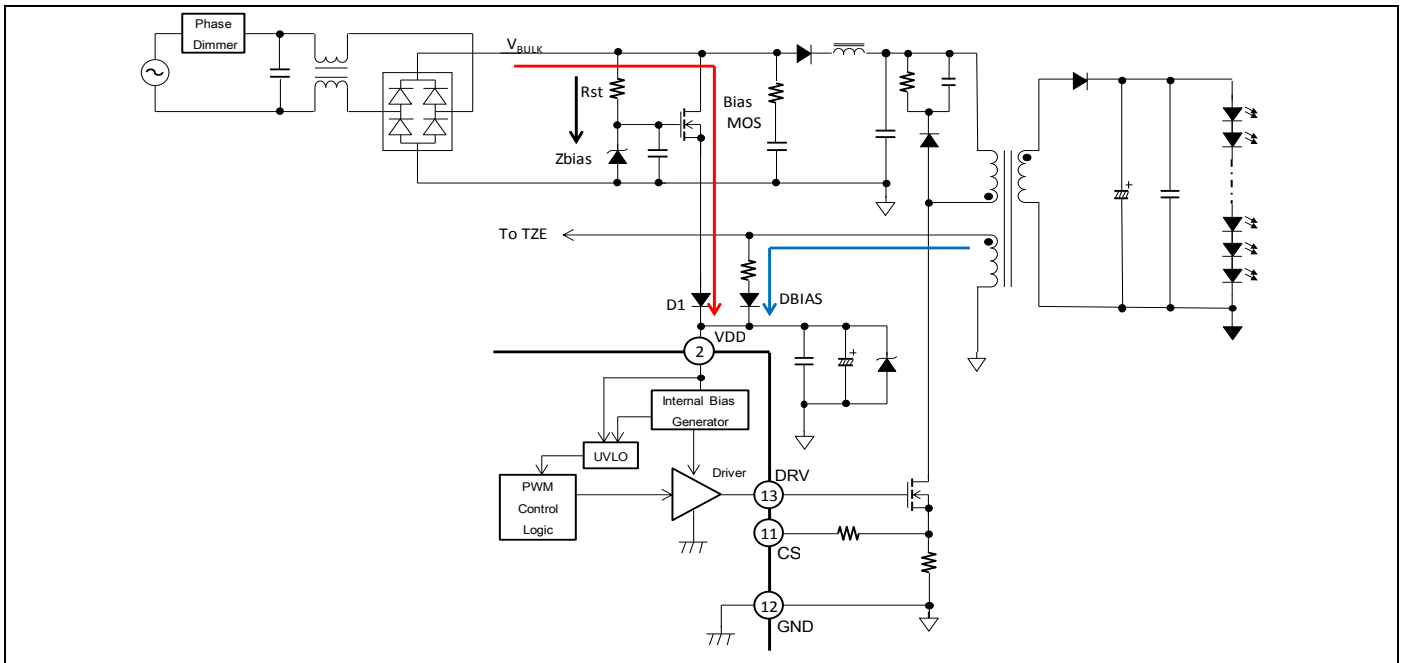 Phase
Dimmer
VBULK
Rst
Bias
MOS
Zbias
To TZE
D1
DBIAS
VDD
2
Internal Bias
Generator
UVLO
Driver
DRV
PWM
Control
Logic
13
11
CS
12
GND
+
+